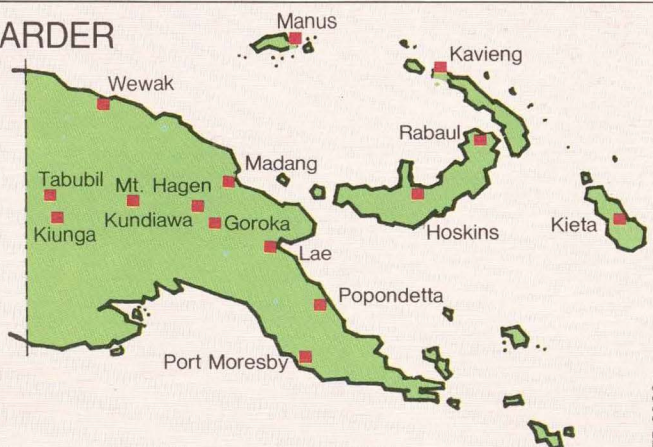 ARDER
Manus
Kavieng
Wewak
Rabaul
Madang
Tabubil
Mt. Hagen
Kiunga
Kundiawa
Goroka
Hoskins
Kieta
Lae
Popondetta
Port Moresby